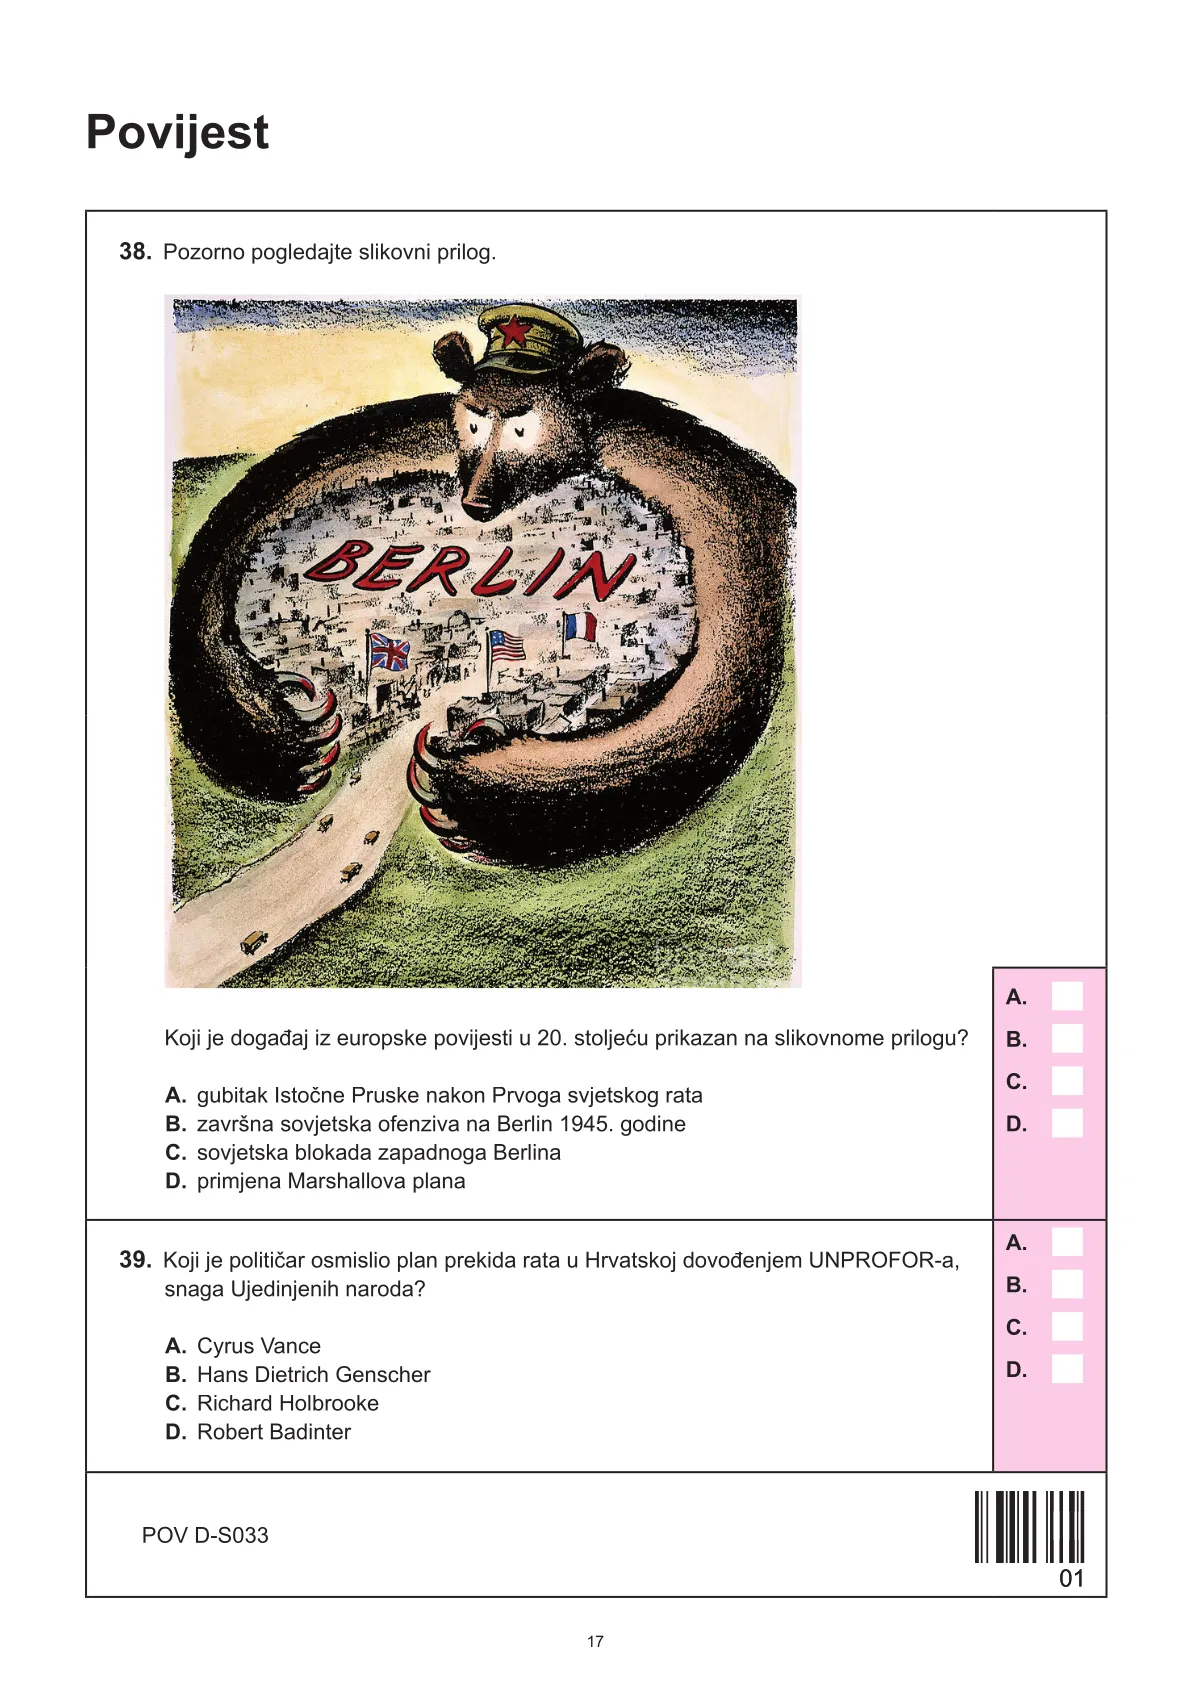 Povijest
38. Pozorno pogledajte slikovni prilog.
BERLIN
Koji je događaj iz europske povijesti u 20. stoljeću prikazan na slikovnome prilogu?
A. gubitak Istočne Pruske nakon Prvoga svjetskog rata
B. završna sovjetska ofenziva na Berlin 1945. godine
C. sovjetska blokada zapadnoga Berlina
D. primjena Marshallova plana
A.
B.
C.
D.
39. Koji je političar osmislio plan prekida rata u Hrvatskoj dovođenjem UNPROFOR-a,
snaga Ujedinjenih naroda?
A. Cyrus Vance
B. Hans Dietrich Genscher
C. Richard Holbrooke
D. Robert Badinter
A.
B.
C.
D.
POV D-S033
01
17